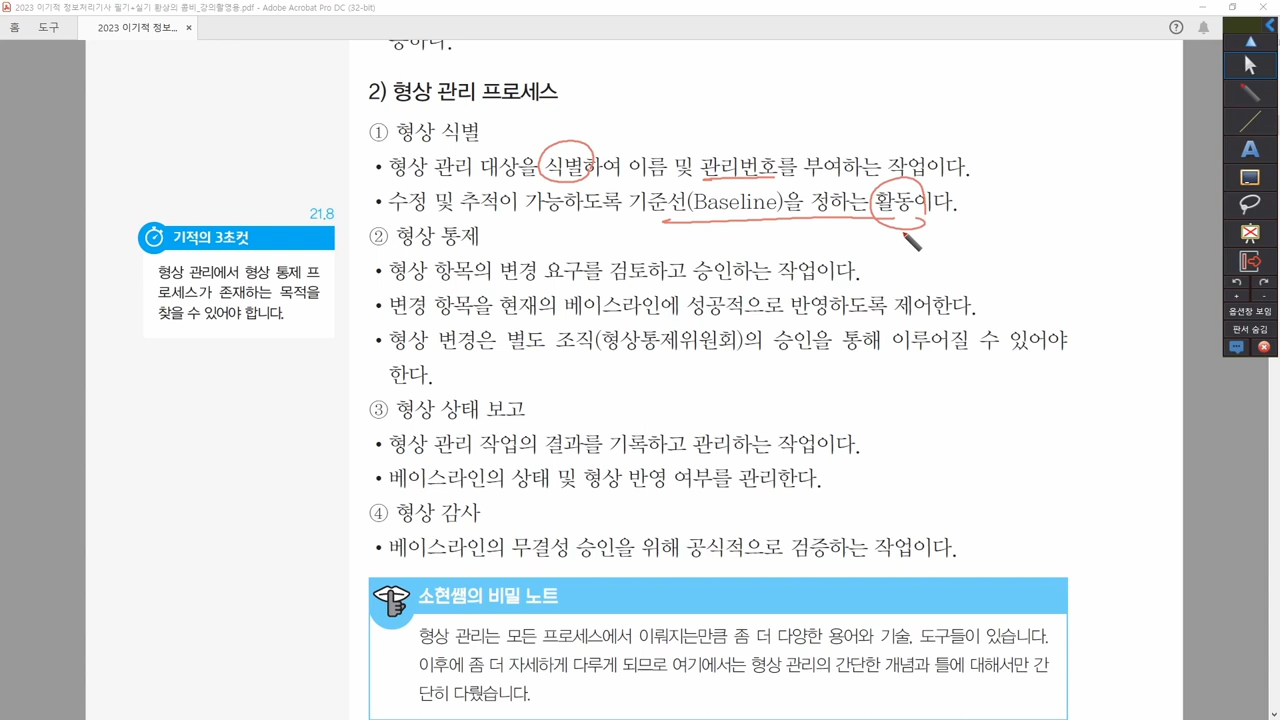 2023 이기적 정보처리기사 필기+실기 환상의 콤비_강의촬영용.pdf - Adobe Acrobat Pro DC (32-bit)
홈 도구 2023 이기적 정보... ×
2) 형상 관리 프로세스
① 형상 식별
• 형상 관리 대상을 식별하여 이름 및 관리번호를 부여하는 작업이다.
• 수정 및 추적이 가능하도록 기준선(Baseline)을 정하는 활동이다.
② 형상 통제
• 형상 항목의 변경 요구를 검토하고 승인하는 작업이다.
• 변경 항목을 현재의 베이스라인에 성공적으로 반영하도록 제어한다.
• 형상 변경은 별도 조직(형상통제위원회)의 승인을 통해 이루어질 수 있어야
한다.
③ 형상 상태 보고
• 형상 관리 작업의 결과를 기록하고 관리하는 작업이다.
• 베이스라인의 상태 및 형상 반영 여부를 관리한다.
④ 형상 감사
• 베이스라인의 무결성 승인을 위해 공식적으로 검증하는 작업이다.
21.8
기적의 3초컷
형상 관리에서 형상 통제 프
로세스가 존재하는 목적을
찾을 수 있어야 합니다.
소현쌤의 비밀 노트
형상 관리는 모든 프로세스에서 이뤄지는만큼 좀 더 다양한 용어와 기술, 도구들이 있습니다.
이후에 좀 더 자세하게 다루게 되므로 여기에서는 형상 관리의 간단한 개념과 틀에 대해서만 간
단히 다뤘습니다.
A
+ -
옵션창 보임
판서 숨김